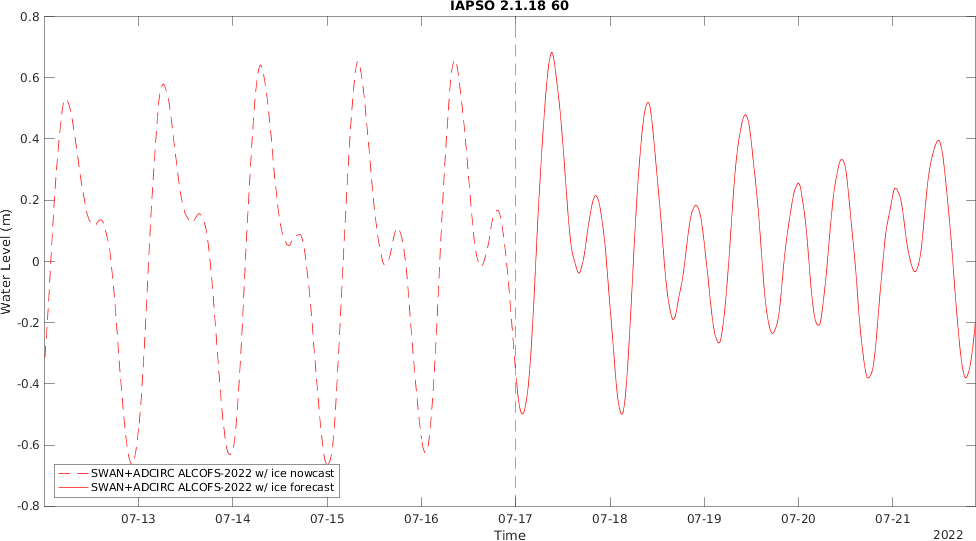 IAPSO 2.1.18 60
Water Level (m)
0.8
0.6
0.4
0.2
0
-0.2
-0.4
-0.6
-0.8
SWAN+ADCIRC ALCOFS-2022 w/ ice nowcast
SWAN+ADCIRC ALCOFS-2022 w/ ice forecast
07-13 07-14 07-15 07-16 07-17 07-18 07-19 07-20 07-21
Time
2022